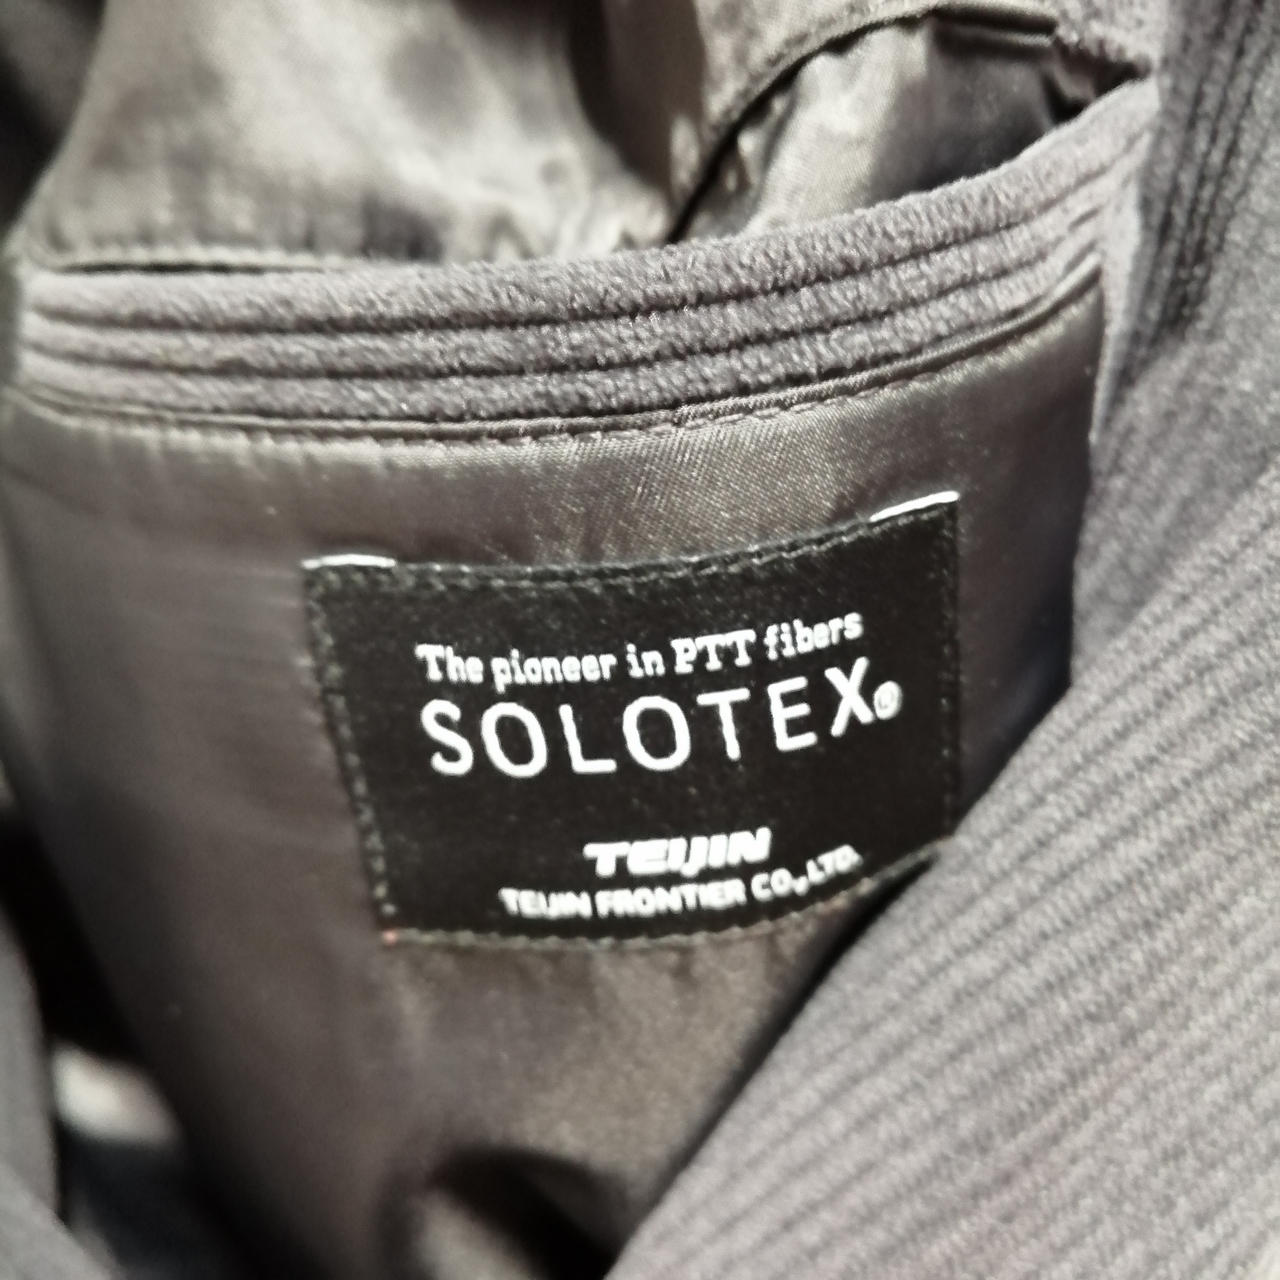 The pioneer in PTT fibers
SOLOTEX®
TEIJIN
TEIJIN FRONTIER CO.,LTD.